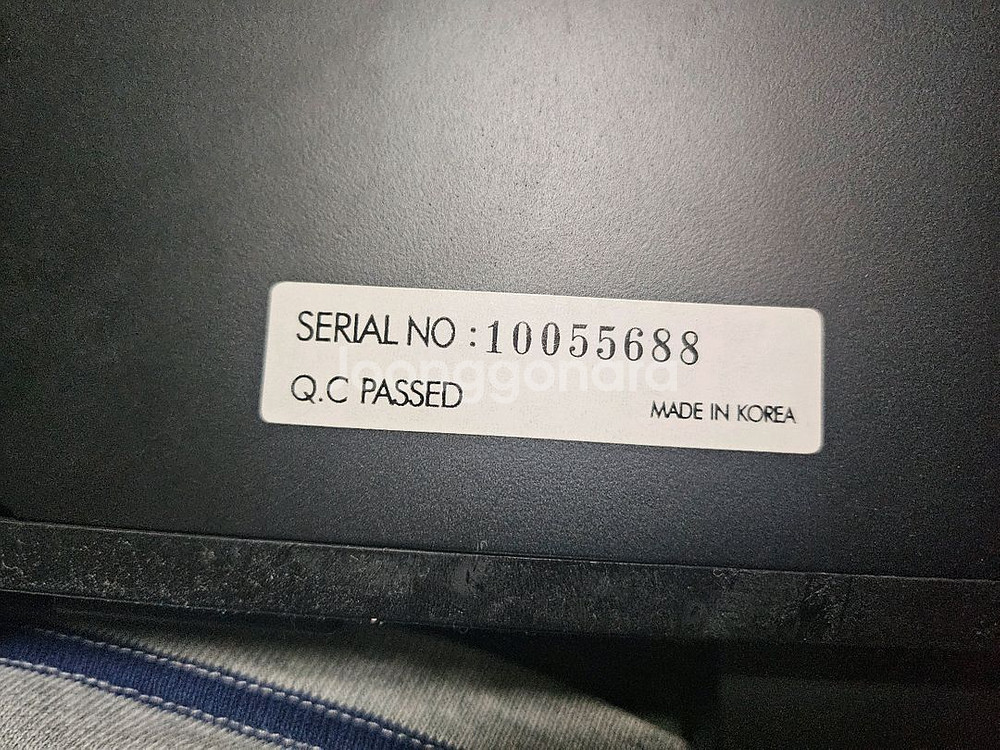 SERIAL NO : 10055688
joonggonara
Q.C PASSED
MADE IN KOREA